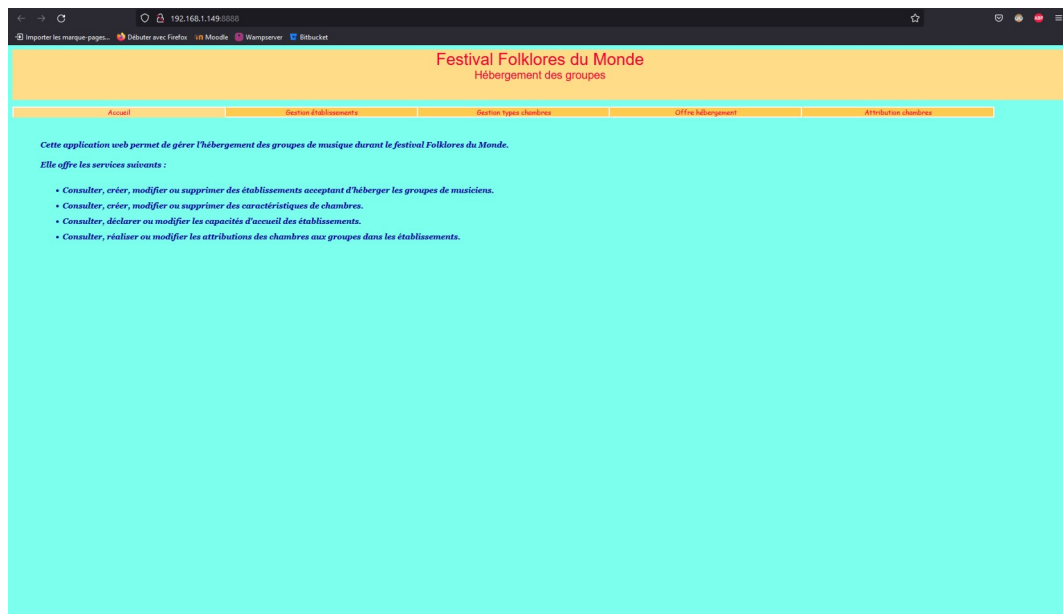 192.168.1.149:8888
Importer les marque-pages... Débuter avec Firefox Moodle Wampserver Bitbucket
Festival Folklores du Monde
Hébergement des groupes
Accueil Gestion établissements Gestion types chambres Offre hébergement Attribution chambres
Cette application web permet de gérer l'hébergement des groupes de musique durant le festival Folklores du Monde.
Elle offre les services suivants :
• Consulter, créer, modifier ou supprimer des établissements acceptant d'héberger les groupes de musiciens.
• Consulter, créer, modifier ou supprimer des caractéristiques de chambres.
• Consulter, déclarer ou modifier les capacités d'accueil des établissements.
• Consulter, réaliser ou modifier les attributions des chambres aux groupes dans les établissements.